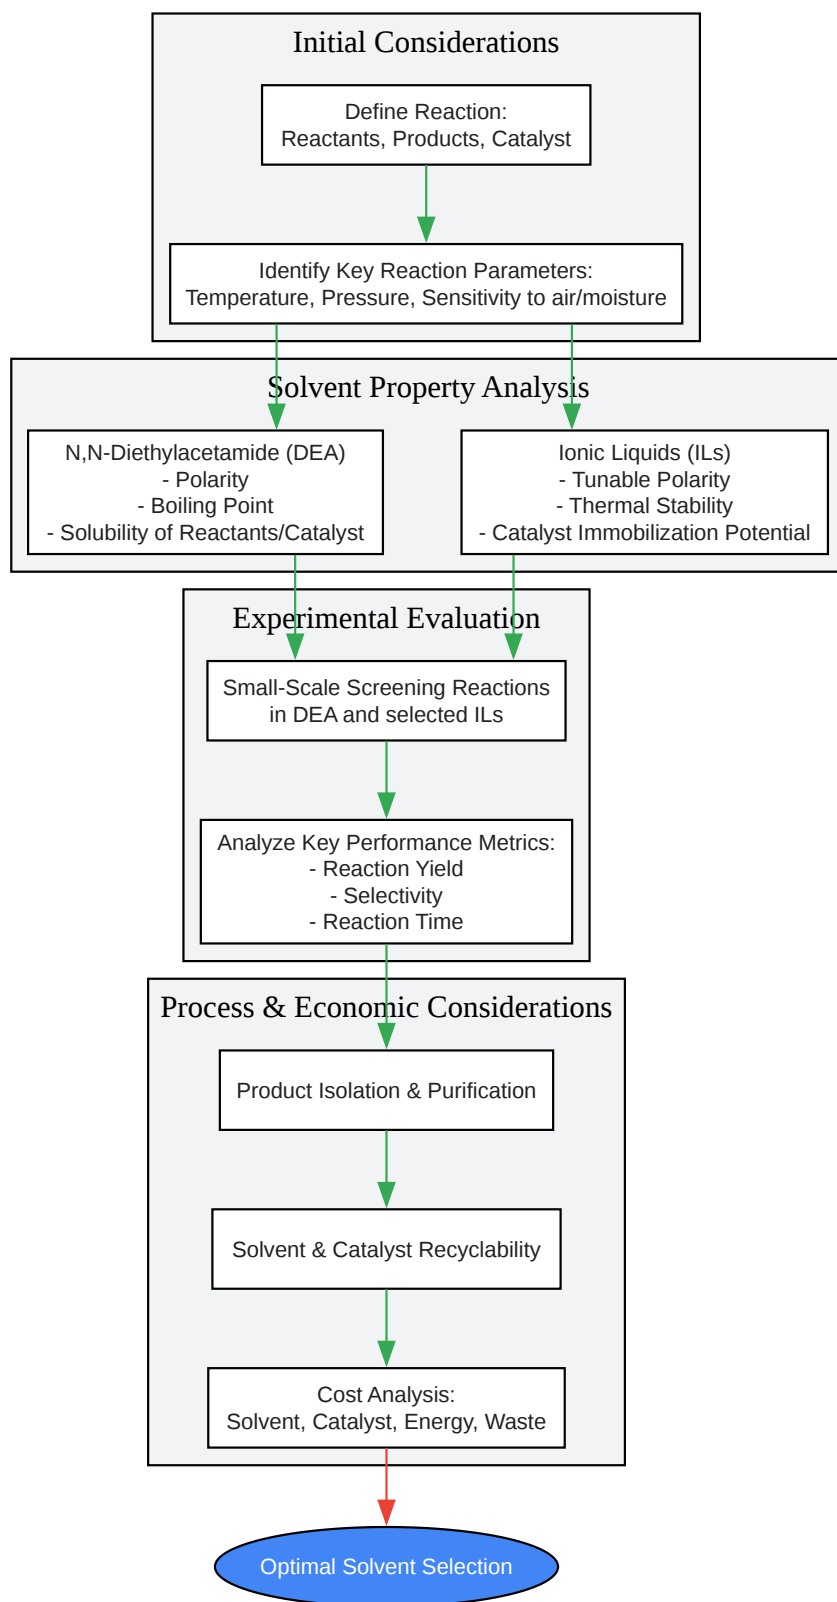 Initial Considerations
Define Reaction:
Reactants, Products, Catalyst
Identify Key Reaction Parameters:
Temperature, Pressure, Sensitivity to air/moisture
Solvent Property Analysis
N,N-Diethylacetamide (DEA)
- Polarity
- Boiling Point
- Solubility of Reactants/Catalyst
Ionic Liquids (ILs)
- Tunable Polarity
- Thermal Stability
- Catalyst Immobilization Potential
Experimental Evaluation
Small-Scale Screening Reactions
in DEA and selected ILs
Analyze Key Performance Metrics:
- Reaction Yield
- Selectivity
- Reaction Time
Process & Economic Considerations
Product Isolation & Purification
Solvent & Catalyst Recyclability
Cost Analysis:
Solvent, Catalyst, Energy, Waste
Optimal Solvent Selection